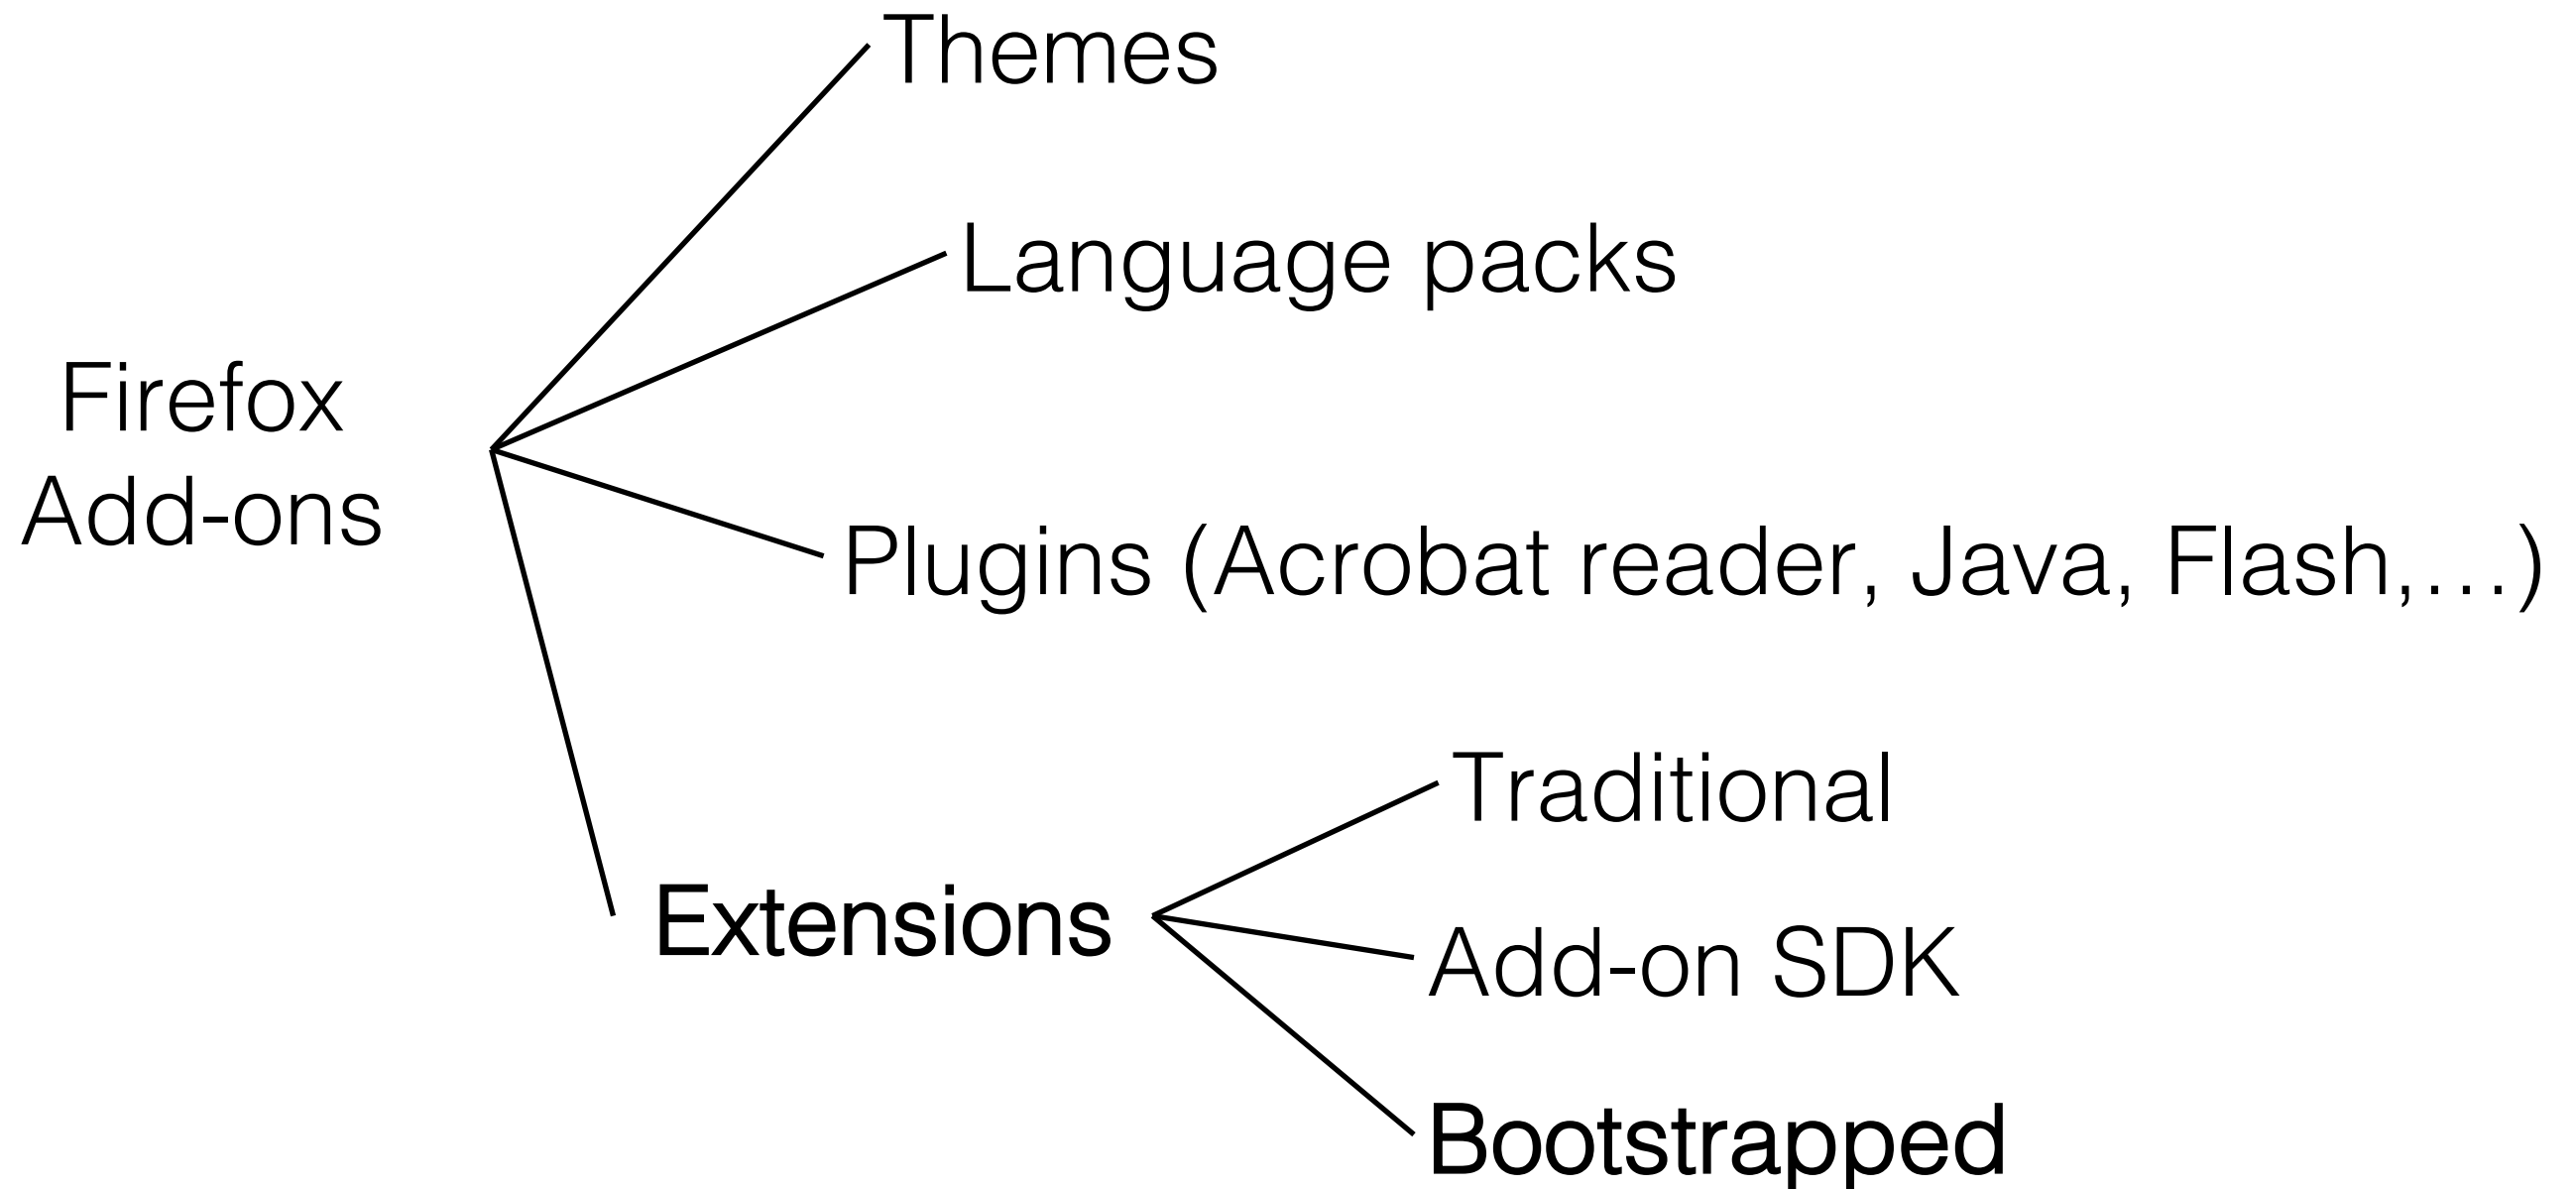 Themes
Language packs
Firefox
Add-ons
Plugins (Acrobat reader, Java, Flash,…)
Traditional
Extensions
Add-on SDK
Bootstrapped